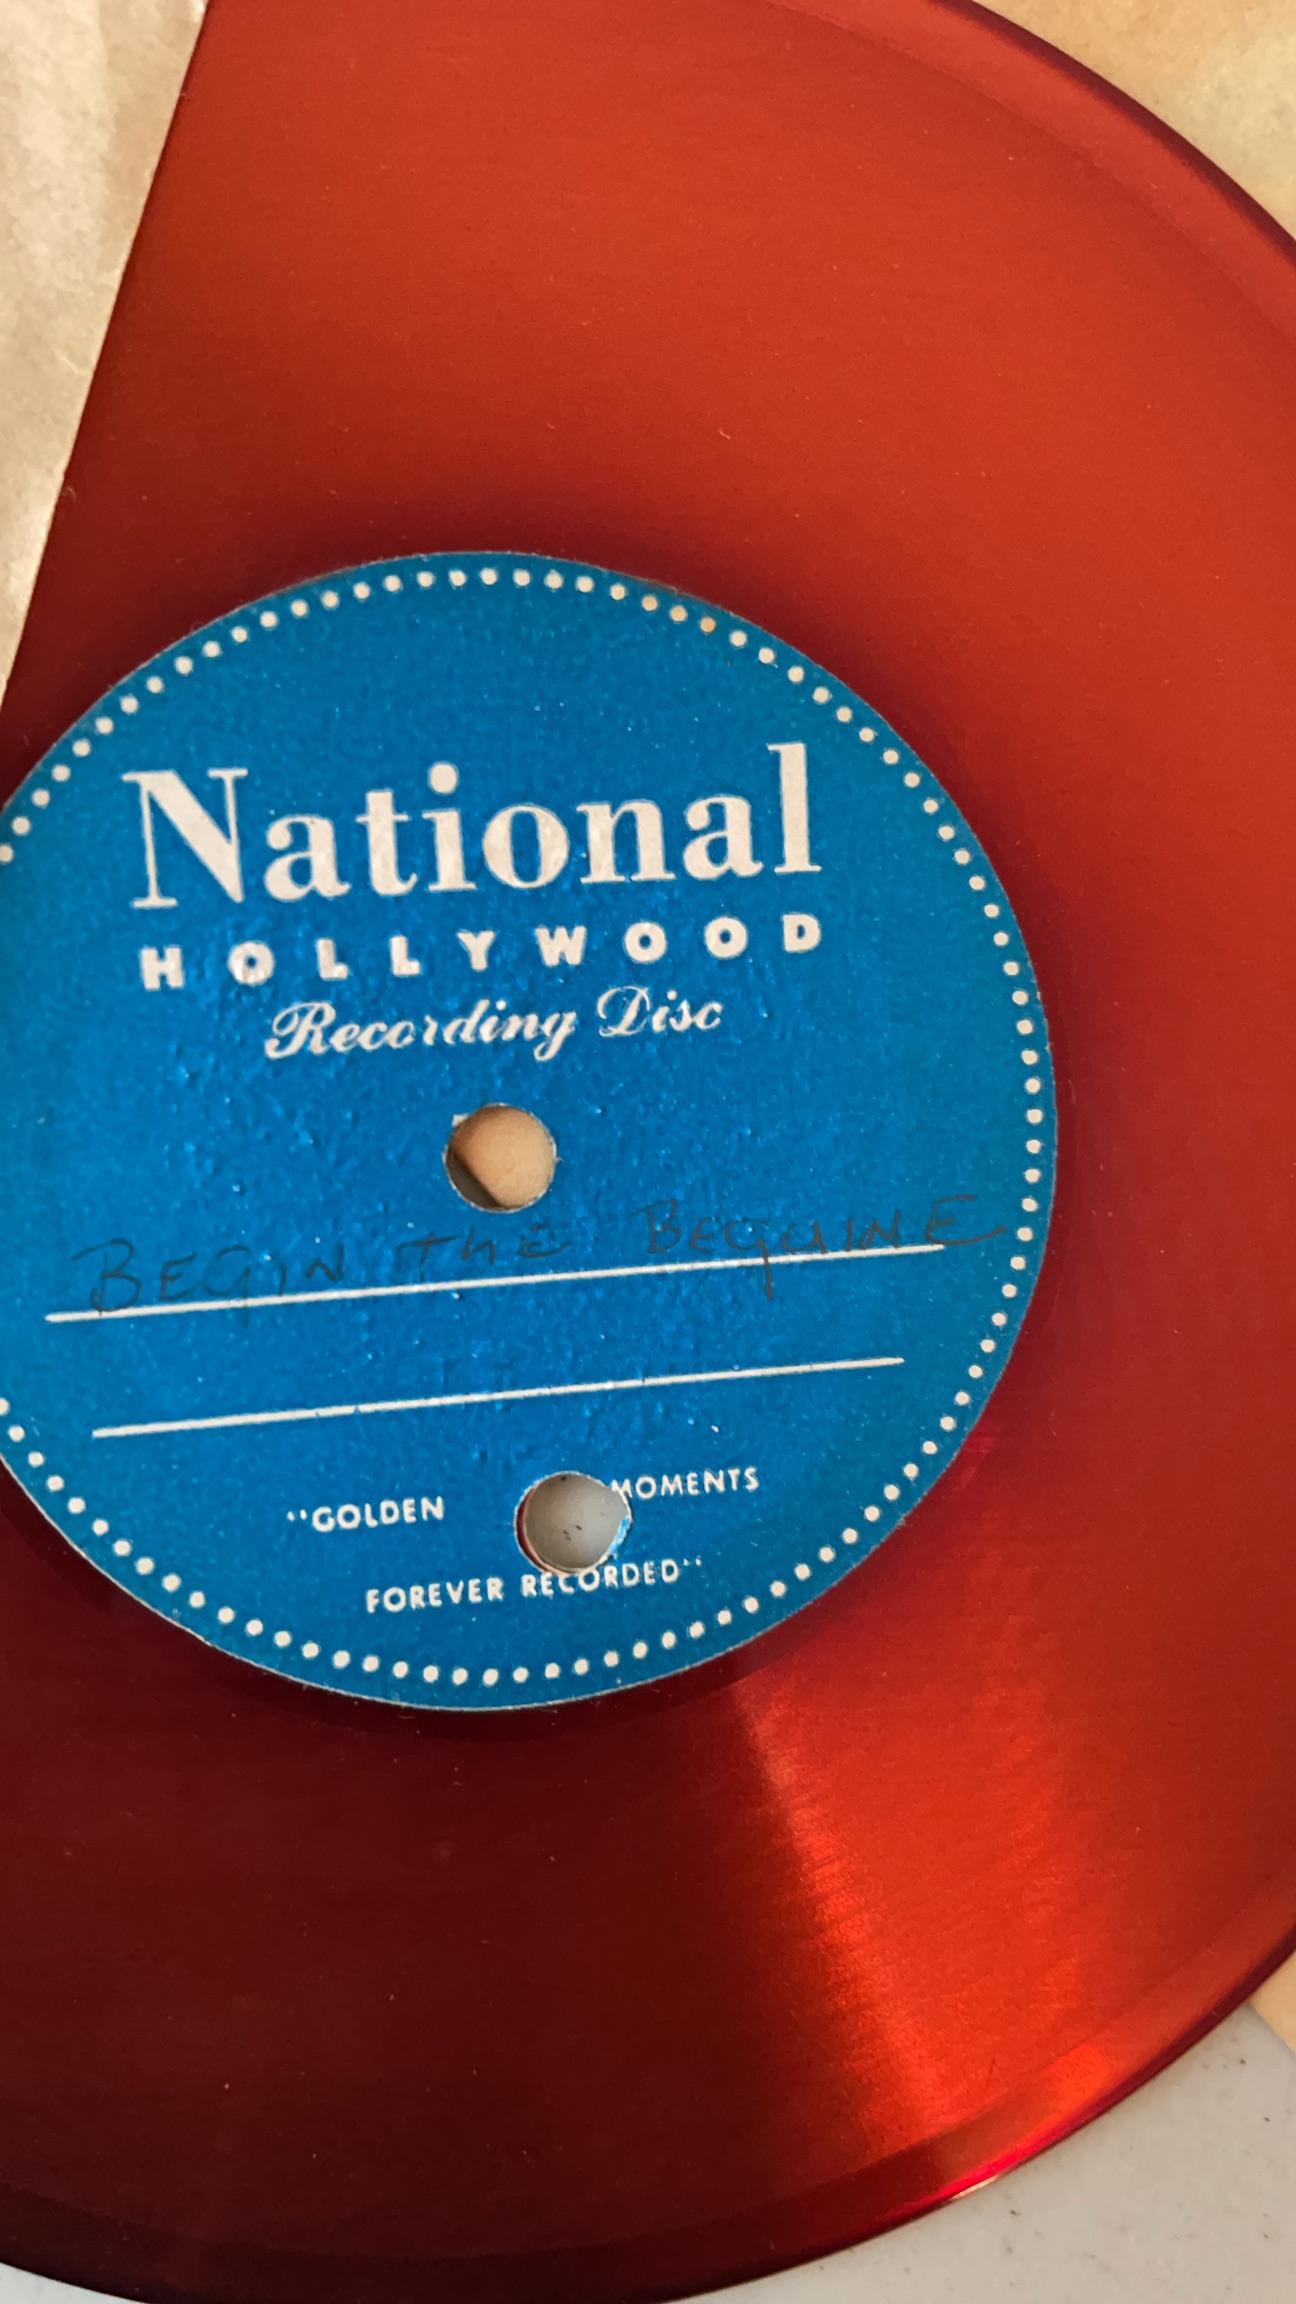 National
HOLLYWOOD
Recording Disc
BEGIN THE BEGUINE
"GOLDEN MOMENTS
FOREVER RECORDED"